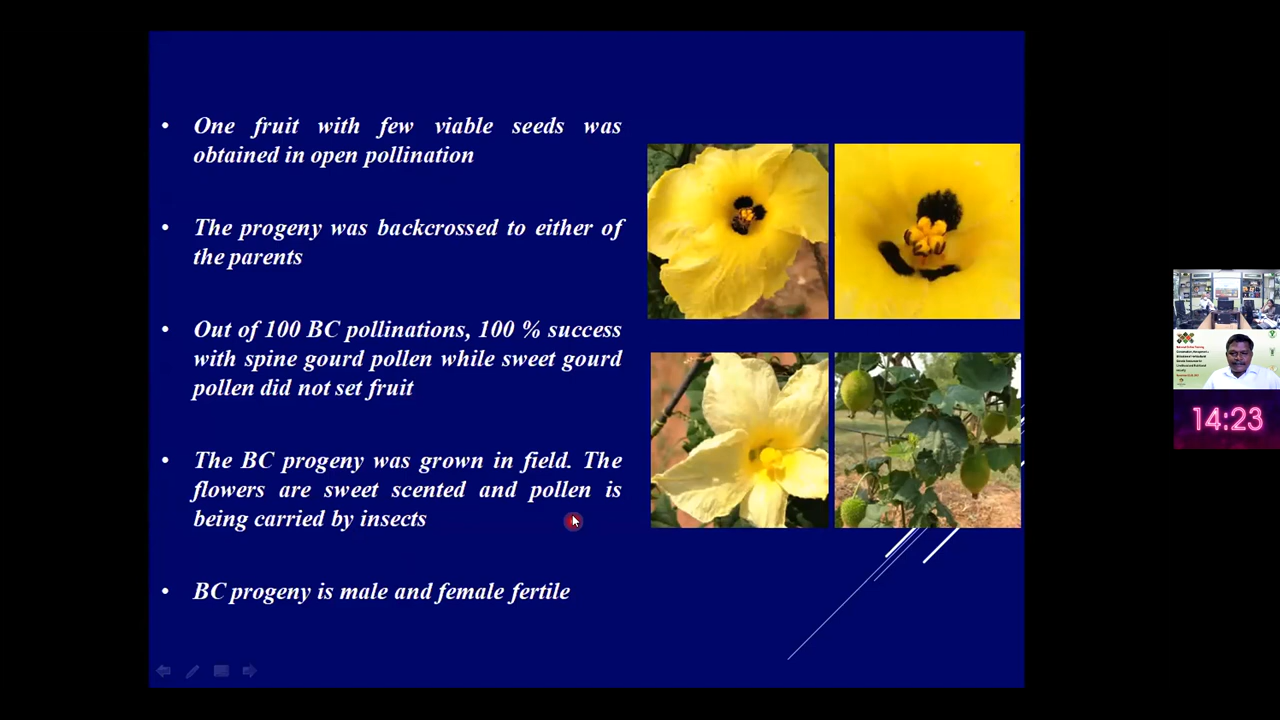 • One fruit with few viable seeds was
obtained in open pollination
• The progeny was backcrossed to either of
the parents
• Out of 100 BC pollinations, 100 % success
with spine gourd pollen while sweet gourd
pollen did not set fruit
• The BC progeny was grown in field. The
flowers are sweet scented and pollen is
being carried by insects
• BC progeny is male and female fertile
14:23